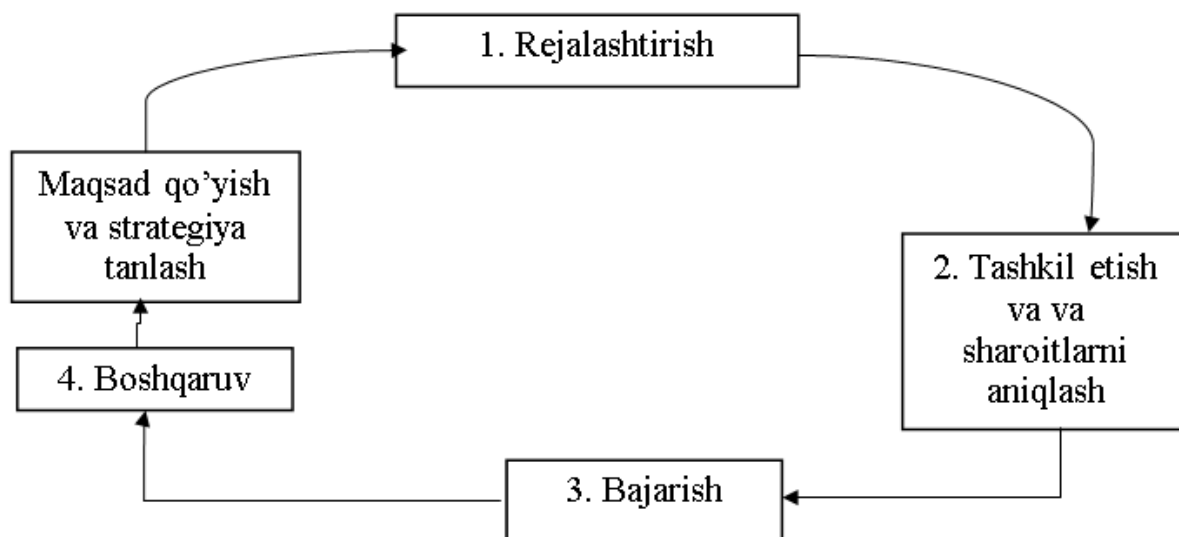 1. Rejalashtirish
Maqsad qo’yish
va strategiya
tanlash
2. Tashkil etish
va va
sharoitlarni
aniqlash
4. Boshqaruv
3. Bajarish